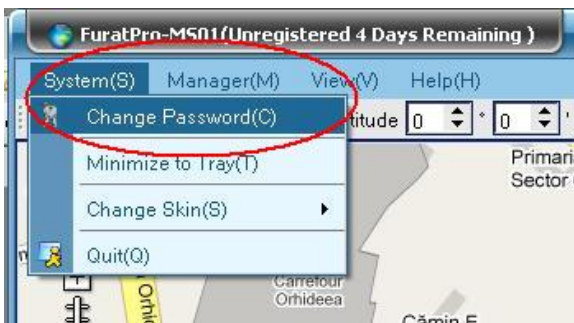 FuratPro-MS01(Unregistered 4 Days Remaining )
System(S) Manager(M) View(V) Help(H)
Change Password(C)
titude 0 ° 0 '
Minimize to Tray(T)
Change Skin(S)
Quit(Q)
Primari
Sector
Carrefour
Orhideea
Orhi
Cămin F